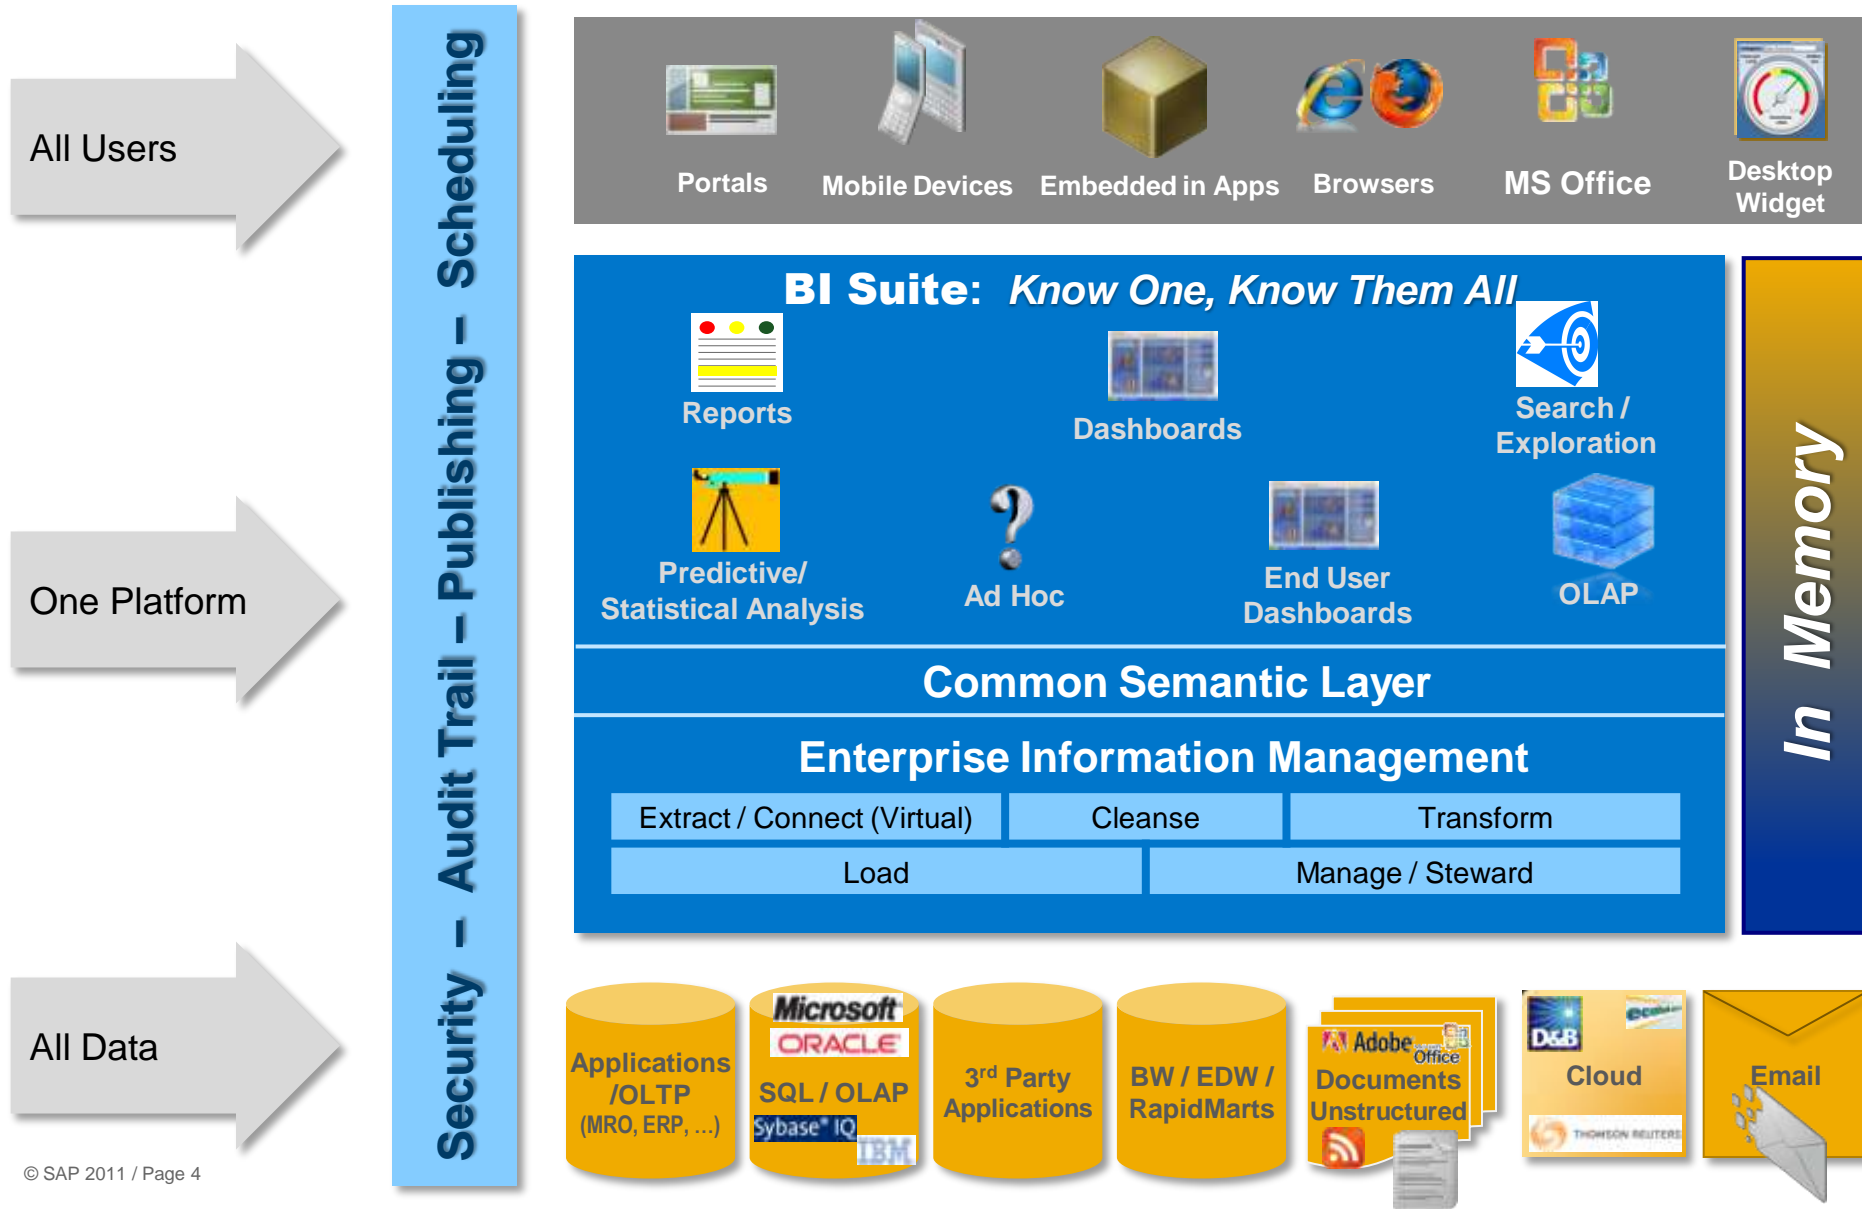 All Users
One Platform
All Data
© SAP 2011 / Page 4
Security – Audit Trail – Publishing – Scheduling
Portals
Mobile Devices
Embedded in Apps
Browsers
MS Office
Desktop
Widget
BI Suite: Know One, Know Them All
Reports
Dashboards
Search /
Exploration
Predictive/
Statistical Analysis
Ad Hoc
End User
Dashboards
OLAP
Common Semantic Layer
Enterprise Information Management
Extract / Connect (Virtual)
Cleanse
Transform
Load
Manage / Steward
In Memory
Applications
/OLTP
(MRO, ERP, ...)
Microsoft
ORACLE
SQL / OLAP
Sybase® IQ
IBM
3rd Party
Applications
BW / EDW /
RapidMarts
Adobe
Office
Documents
Unstructured
D&B
Cloud
THOMSON REUTERS
Email